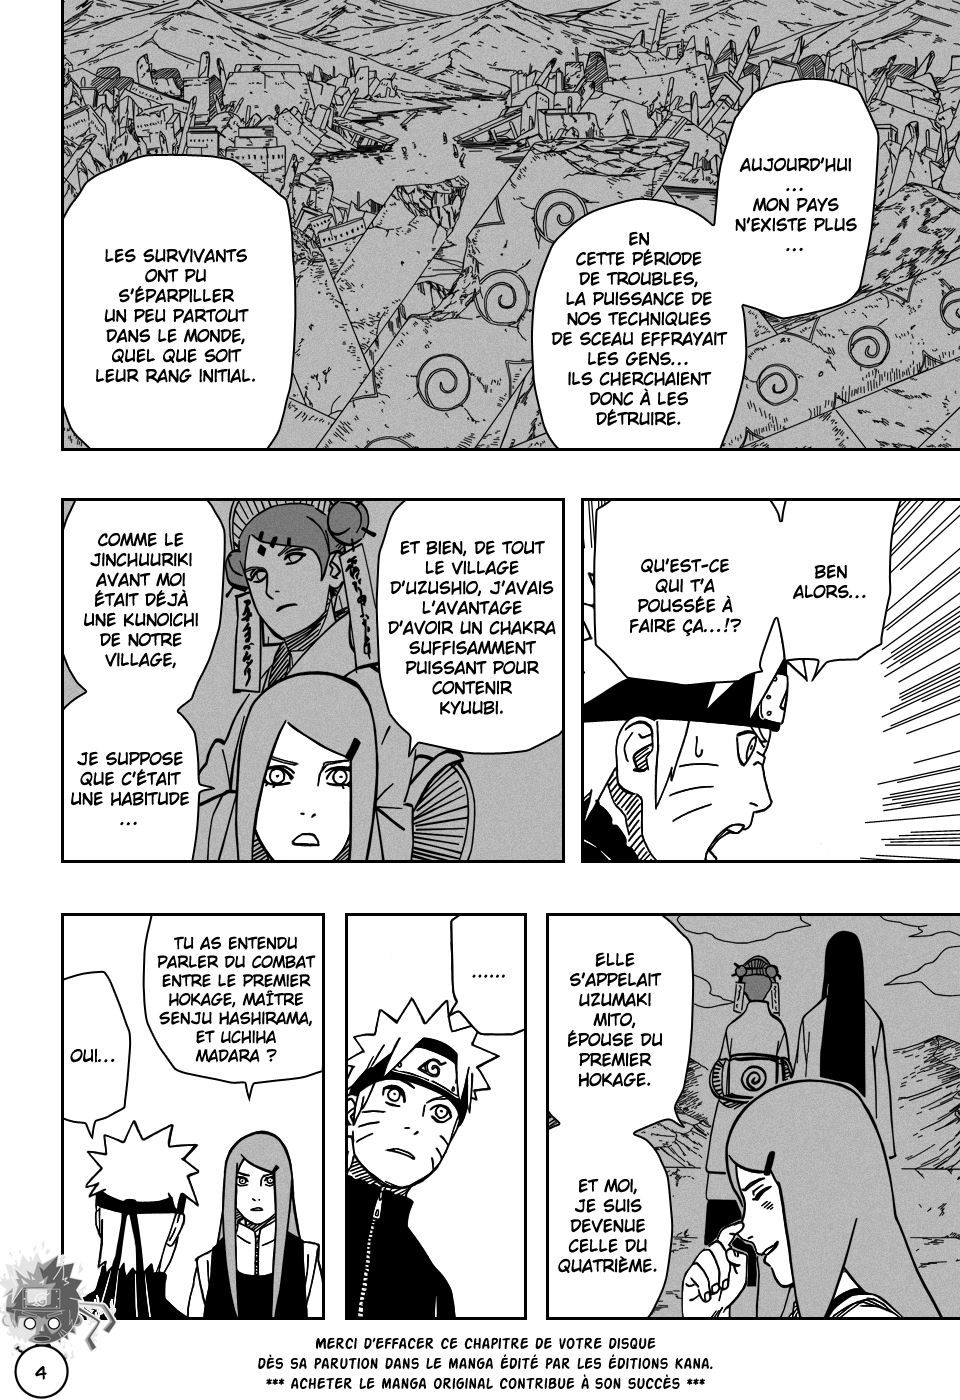 AUJOURD'HUI
...
MON PAYS
N'EXISTE PLUS
...
EN
CETTE PÉRIODE
DE TROUBLES,
LA PUISSANCE DE
NOS TECHNIQUES
DE SCEAU EFFRAYAIT
LES GENS...
ILS CHERCHAIENT
DONC À LES
DÉTRUIRE.
LES SURVIVANTS
ONT PU
S'ÉPARPILLER
UN PEU PARTOUT
DANS LE MONDE,
QUEL QUE SOIT
LEUR RANG INITIAL.
BEN
ALORS...
QU'EST-CE
QUI T'A
POUSSÉE À
FAIRE ÇA...!?
ET BIEN, DE TOUT
LE VILLAGE
D'UZUSHIO, J'AVAIS
L'AVANTAGE
D'AVOIR UN CHAKRA
SUFFISAMMENT
PUISSANT POUR
CONTENIR
KYUUBI.
COMME LE
JINCHUURIKI
AVANT MOI
ÉTAIT DÉJÀ
UNE KUNOICHI
DE NOTRE
VILLAGE,
JE SUPPOSE
QUE C'ÉTAIT
UNE HABITUDE
...
ELLE
S'APPELAIT
UZUMAKI
MITO,
ÉPOUSE DU
PREMIER
HOKAGE.
ET MOI,
JE SUIS
DEVENUE
CELLE DU
QUATRIÈME.
......
TU AS ENTENDU
PARLER DU COMBAT
ENTRE LE PREMIER
HOKAGE, MAÎTRE
SENJU HASHIRAMA,
ET UCHIHA
MADARA ?
OUI...
MERCI D'EFFACER CE CHAPITRE DE VOTRE DISQUE
DÈS SA PARUTION DANS LE MANGA ÉDITÉ PAR LES ÉDITIONS KANA.
*** ACHETER LE MANGA ORIGINAL CONTRIBUE À SON SUCCÈS ***
4